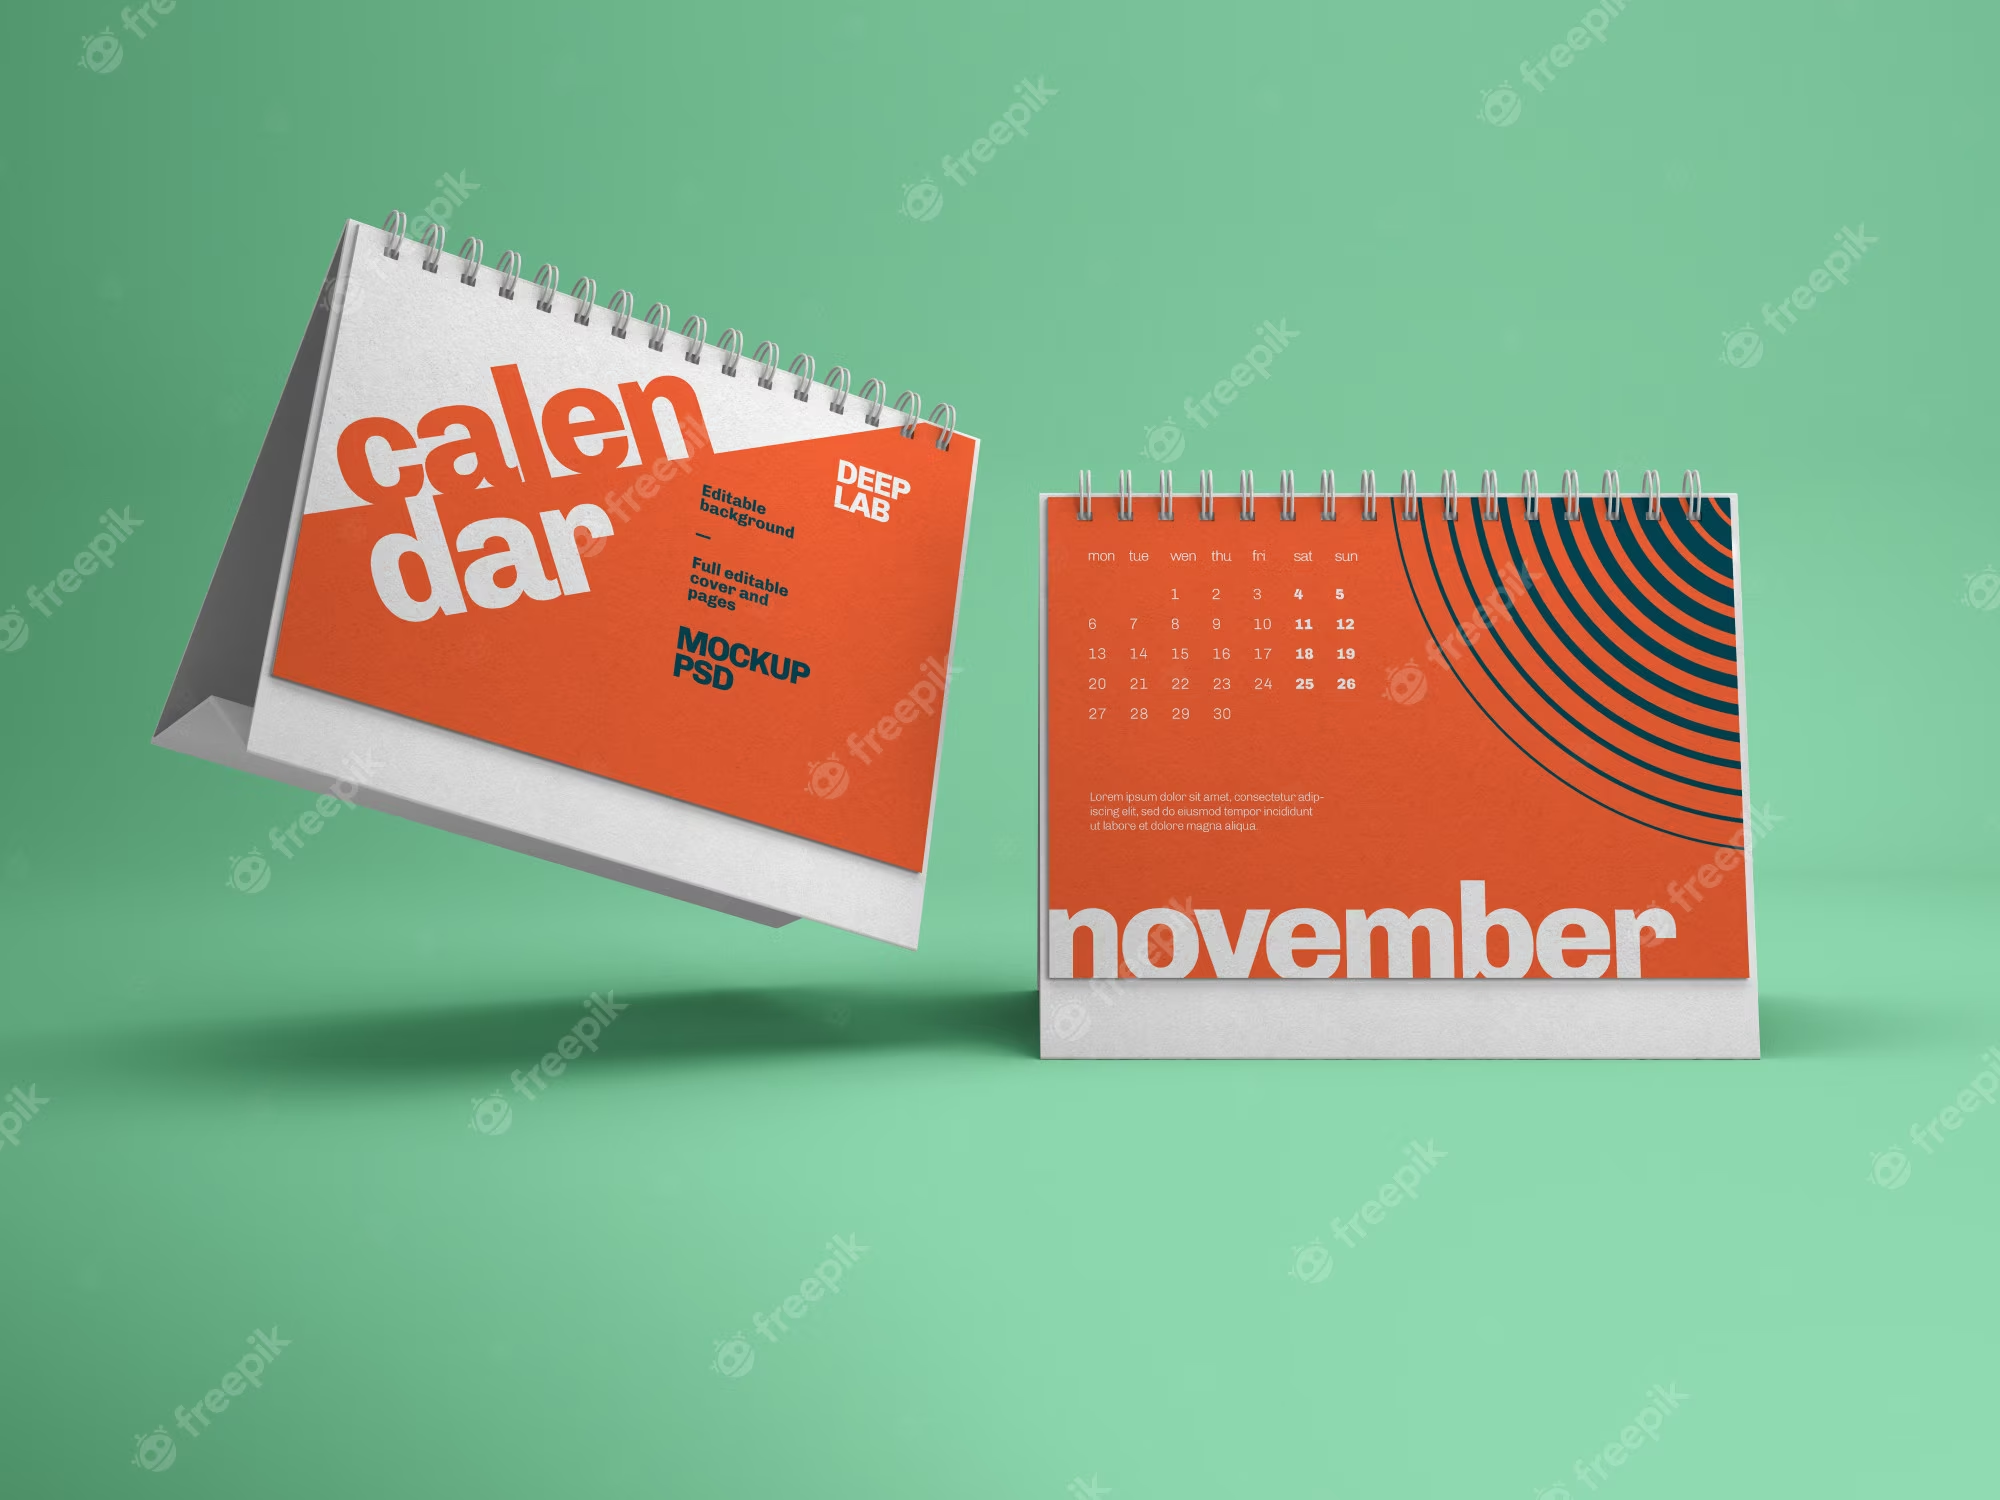 calen
dar
DEEP
LAB
Editable
background
—
Full editable
cover and
pages
MOCKUP
PSD
mon tue wen thu fri sat sun
1 2 3 4 5
6 7 8 9 10 11 12
13 14 15 16 17 18 19
20 21 22 23 24 25 26
27 28 29 30
Lorem ipsum dolor sit amet, consectetur adip-
iscing elit, sed do eiusmod tempor incididunt
ut labore et dolore magna aliqua.
november
freepik